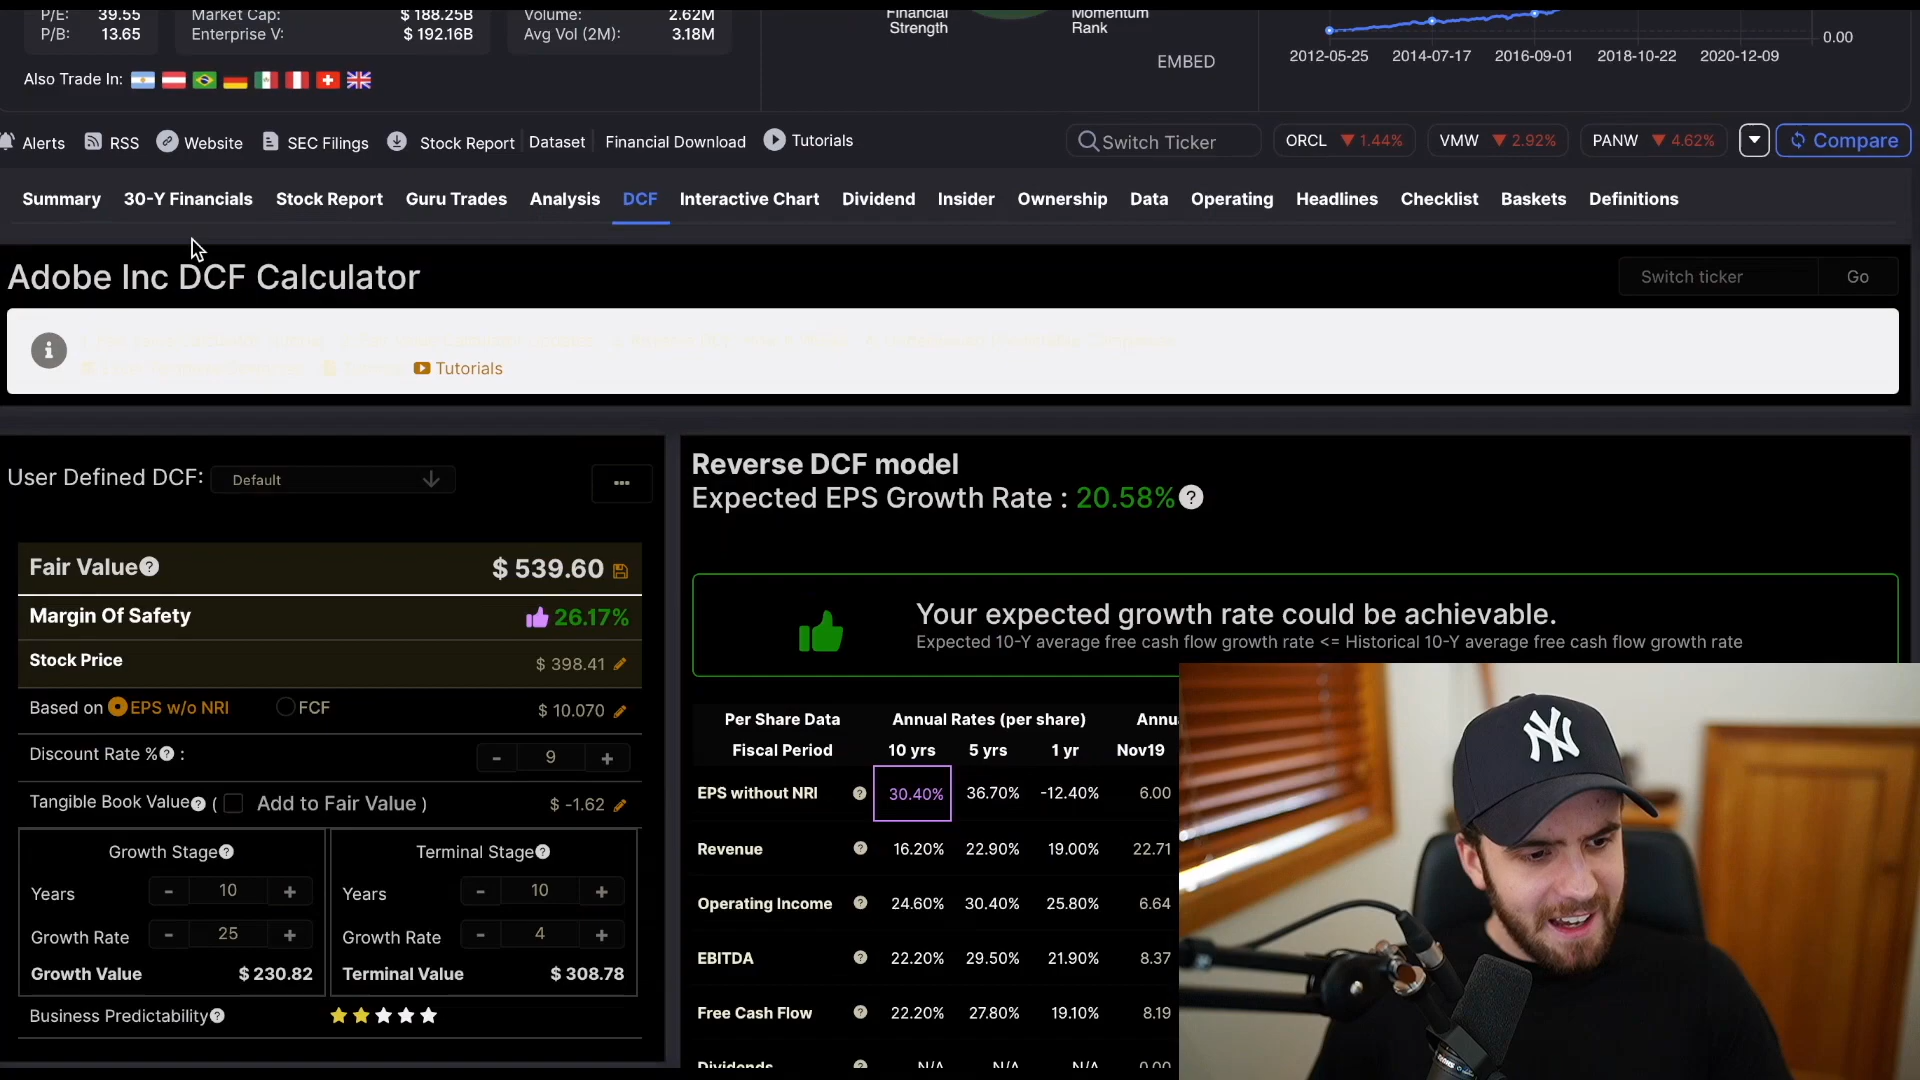 P/E: 39.55
P/B: 13.65
Market Cap: $ 188.25B
Enterprise V: $ 192.16B
Volume: 2.62M
Avg Vol (2M): 3.18M
Financial Strength
Momentum Rank
EMBED
0.00
2012-05-25 2014-07-17 2016-09-01 2018-10-22 2020-12-09
Also Trade In:
Alerts RSS Website SEC Filings Stock Report Dataset Financial Download Tutorials
Switch Ticker ORCL ▼ 1.44% VMW ▼ 2.92% PANW ▼ 4.62% Compare
Summary 30-Y Financials Stock Report Guru Trades Analysis DCF Interactive Chart Dividend Insider Ownership Data Operating Headlines Checklist Baskets Definitions
Adobe Inc DCF Calculator
Switch ticker Go
Tutorials
User Defined DCF: Default ...
Fair Value $ 539.60
Margin Of Safety 26.17%
Stock Price $ 398.41
Based on EPS w/o NRI FCF $ 10.070
Discount Rate % : - 9 +
Tangible Book Value ( Add to Fair Value ) $ -1.62
Growth Stage
Years - 10 +
Growth Rate - 25 +
Growth Value $ 230.82
Terminal Stage
Years - 10 +
Growth Rate - 4 +
Terminal Value $ 308.78
Business Predictability
Reverse DCF model
Expected EPS Growth Rate : 20.58%
Your expected growth rate could be achievable.
Expected 10-Y average free cash flow growth rate <= Historical 10-Y average free cash flow growth rate
Per Share Data Annual Rates (per share)
Fiscal Period 10 yrs 5 yrs 1 yr Nov19
EPS without NRI 30.40% 36.70% -12.40% 6.00
Revenue 16.20% 22.90% 19.00% 22.71
Operating Income 24.60% 30.40% 25.80% 6.64
EBITDA 22.20% 29.50% 21.90% 8.37
Free Cash Flow 22.20% 27.80% 19.10% 8.19
Dividends N/A N/A N/A 0.00
NY